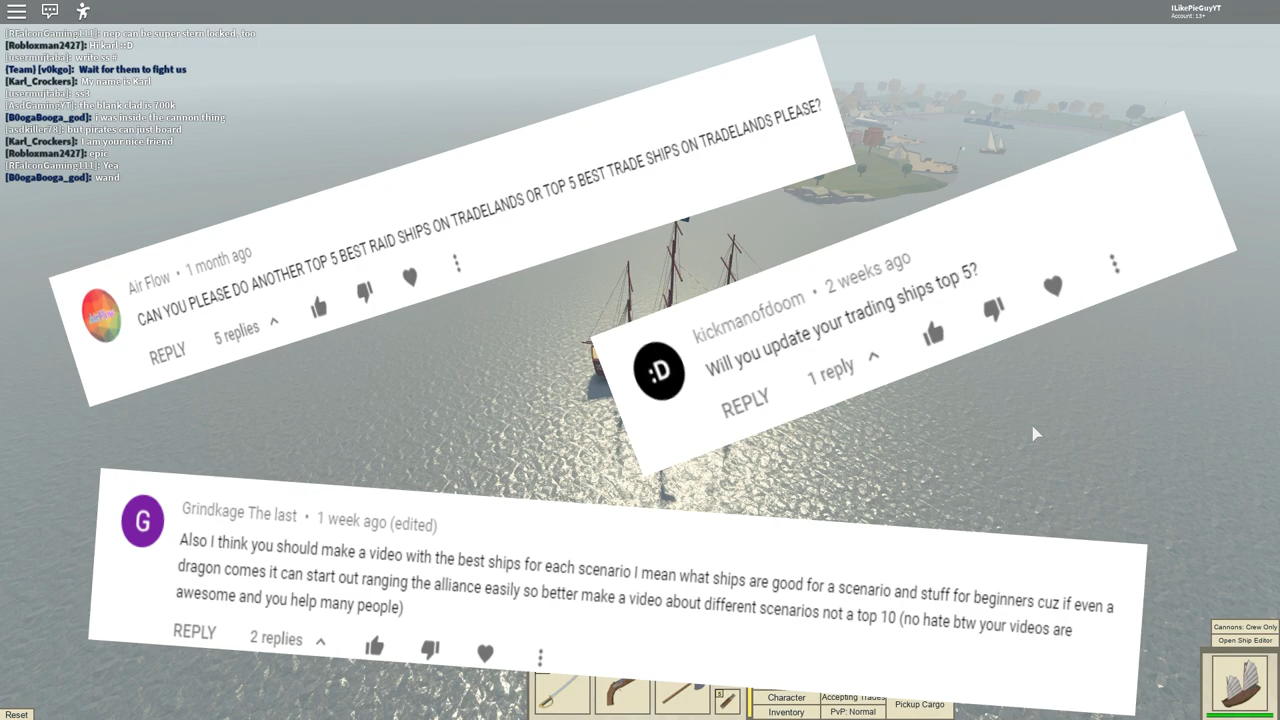 ILikePieGuyYT
Account: 13+
[RFalconGaming111]: nep can be super stern locked, too
[Robloxman2427]: Hi karl ::D
[usermujtaba]: write ss #
{Team} [v0kgo]: Wait for them to fight us
[Karl_Crockers]: My name is Karl
[usermujtaba]: ss3
[AsdGamingYT]: the blank clad is 700k
[B0ogaBooga_god]: i was inside the cannon thing
[asdkiller78]: but pirates can just board
[Karl_Crockers]: I am your nice friend
[Robloxman2427]: epic
[RFalconGaming111]: Yea
[B0ogaBooga_god]: wand
Air Flow • 1 month ago
CAN YOU PLEASE DO ANOTHER TOP 5 BEST RAID SHIPS ON TRADELANDS OR TOP 5 BEST TRADE SHIPS ON TRADELANDS PLEASE?
REPLY 5 replies
kickmanofdoom • 2 weeks ago
:D
Will you update your trading ships top 5?
REPLY 1 reply
G
Grindkage The last • 1 week ago (edited)
Also I think you should make a video with the best ships for each scenario I mean what ships are good for a scenario and stuff for beginners cuz if even a
dragon comes it can start out ranging the alliance easily so better make a video about different scenarios not a top 10 (no hate btw your videos are
awesome and you help many people)
REPLY 2 replies
Cannons: Crew Only
Open Ship Editor
Character
Accepting Trades
Pickup Cargo
Inventory
PvP: Normal
Reset